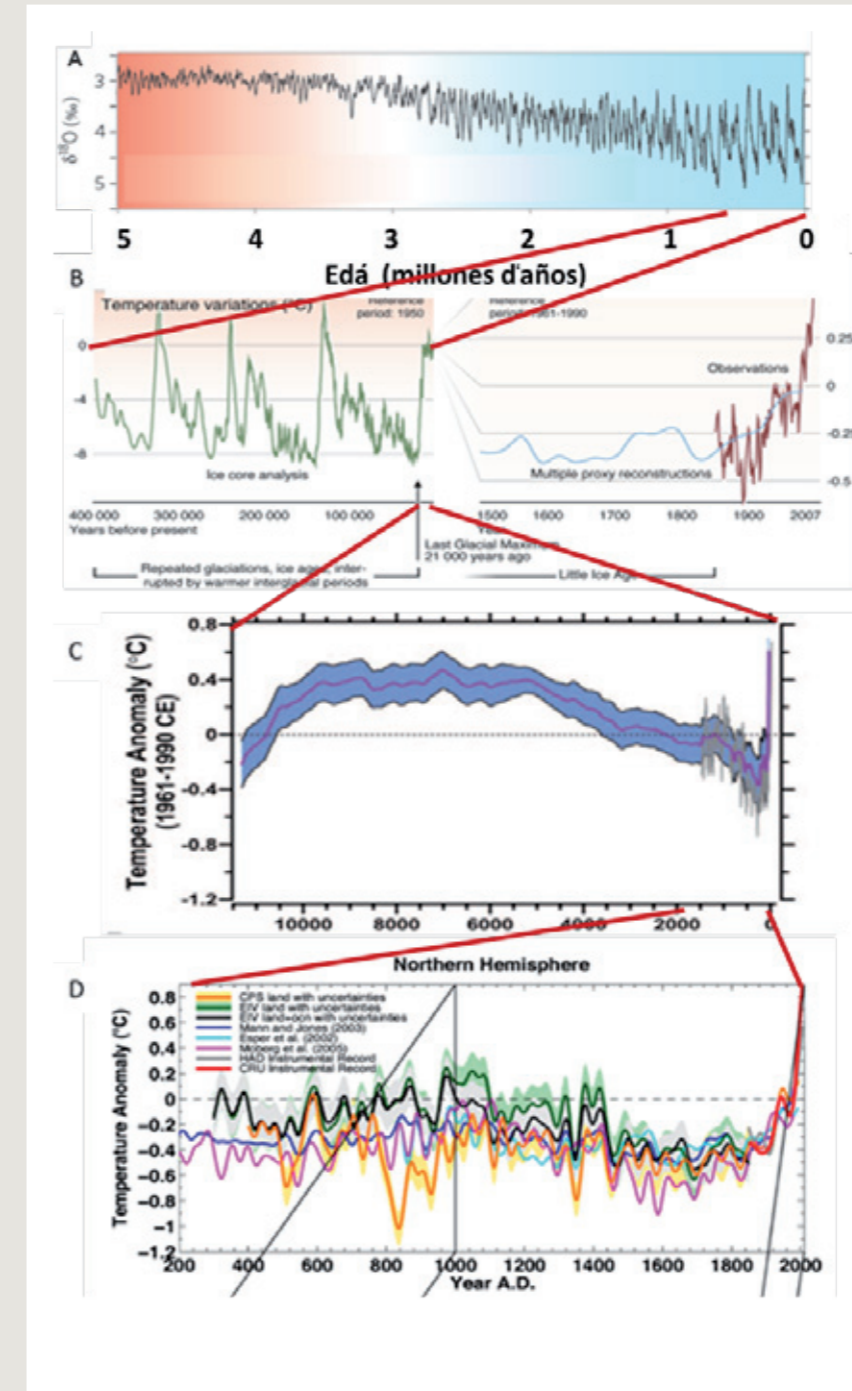 A
δ18O (‰)
3
4
5
5 4 3 2 1 0
Edá (millones d'años)
B
Temperature variations (°C)
Reference
period: 1950
Reference
period: 1961-1990
0
-4
-8
Ice core analysis
Observations
Multiple proxy reconstructions
0.25
0
-0.25
-0.5
400 000 300 000 200 000 100 000
Years before present
1500 1600 1700 1800 1900 2007
Year
Last Glacial Maximum
21 000 years ago
Repeated glaciations, ice ages, inter-
rupted by warmer interglacial periods
Little Ice Age
C
Temperature Anomaly (°C)
(1961-1990 CE)
0.8
0.4
0
-0.4
-0.8
-1.2
10000 8000 6000 4000 2000 0
D
Northern Hemisphere
Temperature Anomaly (°C)
CPS land with uncertainties
EIV land with uncertainties
EIV land+ocn with uncertainties
Mann and Jones (2003)
Esper et al. (2002)
Moberg et al. (2005)
HAD Instrumental Record
CRU Instrumental Record
0.8
0.6
0.4
0.2
0
-0.2
-0.4
-0.6
-0.8
-1
-1.2
200 400 600 800 1000 1200 1400 1600 1800 2000
Year A.D.